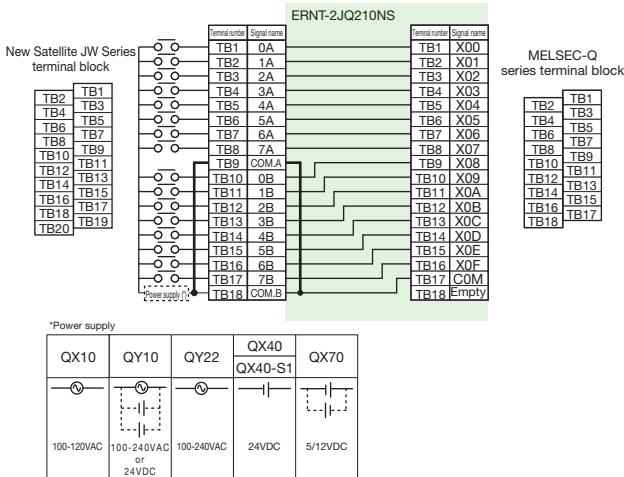 ERNT-2JQ210NS
New Satellite JW Series
terminal block
TB2 TB1
TB4 TB3
TB6 TB5
TB8 TB7
TB10 TB9
TB12 TB11
TB14 TB13
TB16 TB15
TB18 TB17
TB20 TB19
Terminal number Signal name
TB1 0A
TB2 1A
TB3 2A
TB4 3A
TB5 4A
TB6 5A
TB7 6A
TB8 7A
TB9 COM.A
TB10 0B
TB11 1B
TB12 2B
TB13 3B
TB14 4B
TB15 5B
TB16 6B
TB17 7B
TB18 COM.B
Power supply (*)
Terminal number Signal name
TB1 X00
TB2 X01
TB3 X02
TB4 X03
TB5 X04
TB6 X05
TB7 X06
TB8 X07
TB9 X08
TB10 X09
TB11 X0A
TB12 X0B
TB13 X0C
TB14 X0D
TB15 X0E
TB16 X0F
TB17 COM
TB18 Empty
MELSEC-Q
series terminal block
TB2 TB1
TB4 TB3
TB6 TB5
TB8 TB7
TB10 TB9
TB12 TB11
TB14 TB13
TB16 TB15
TB18 TB17
*Power supply
QX10 QY10 QY22 QX40 QX70
QX40-S1
100-120VAC 100-240VAC 100-240VAC 24VDC 5/12VDC
or
24VDC